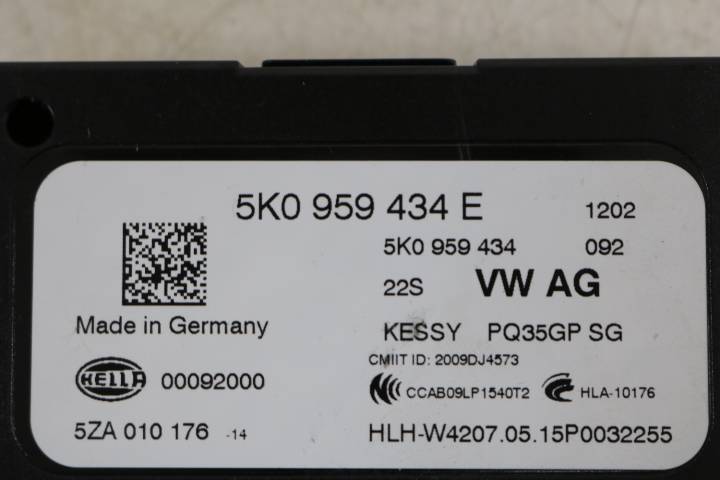 5K0 959 434 E 1202
5K0 959 434 092
22S VW AG
Made in Germany KESSY PQ35GP SG
CMIIT ID: 2009DJ4573
HELLA 00092000 CCAB09LP1540T2 HLA-10176
5ZA 010 176 -14 HLH-W4207.05.15P0032255